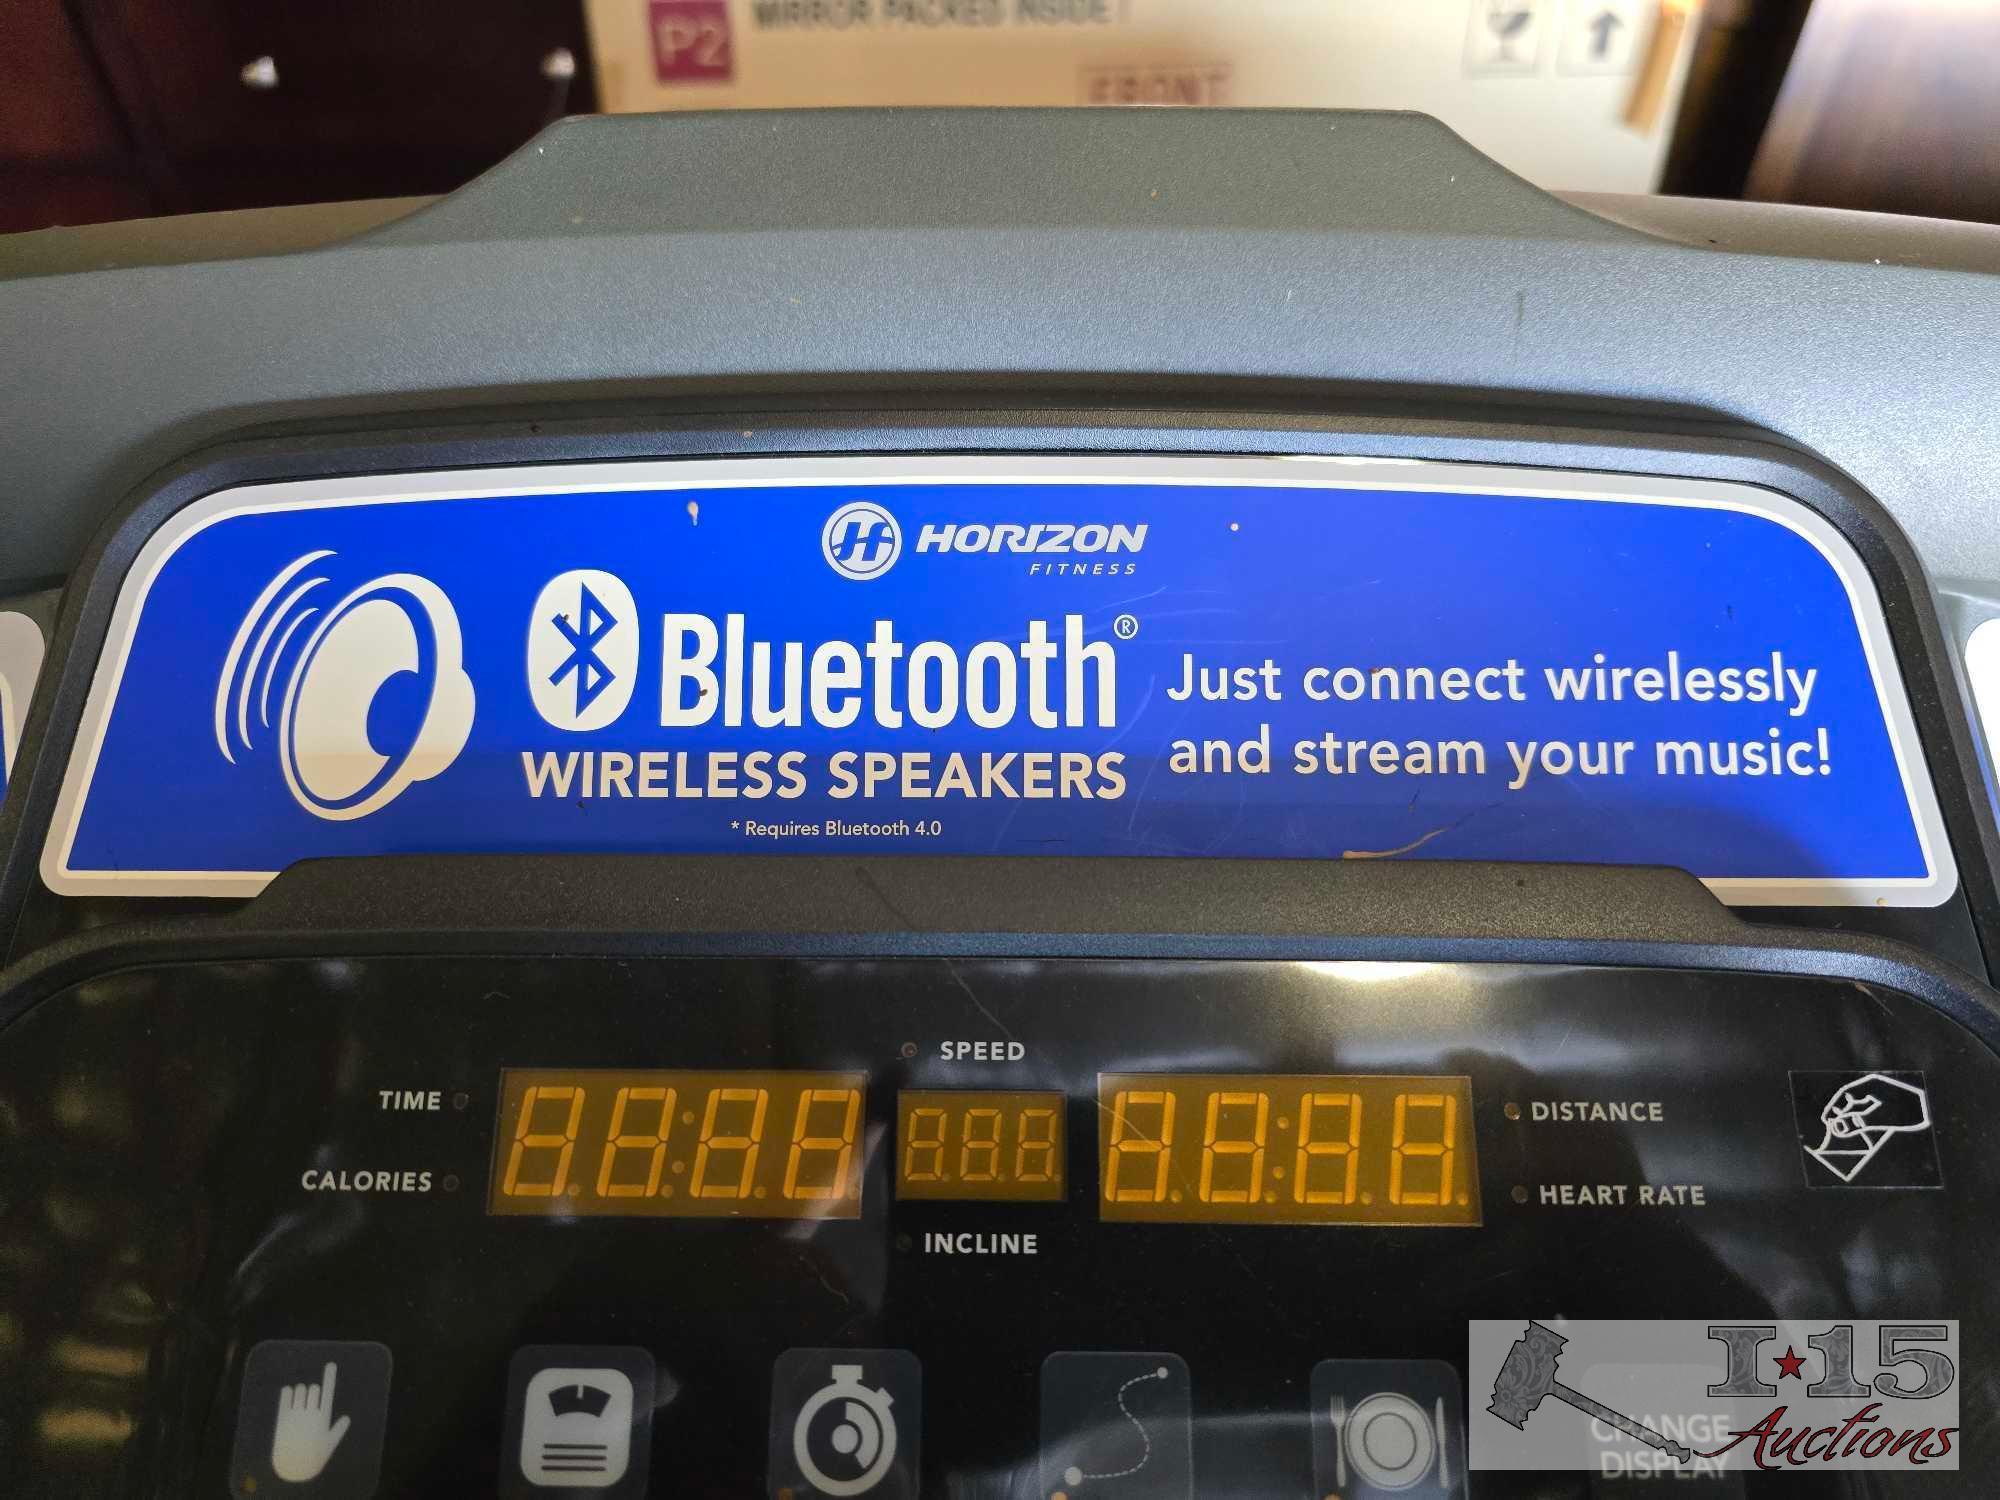 P2
MIRROR PACKED INSIDE
FRONT
HORIZON
FITNESS
Bluetooth®
WIRELESS SPEAKERS
* Requires Bluetooth 4.0
Just connect wirelessly
and stream your music!
SPEED
TIME
CALORIES
DISTANCE
HEART RATE
INCLINE
CHANGE
DISPLAY
I★15
Auctions